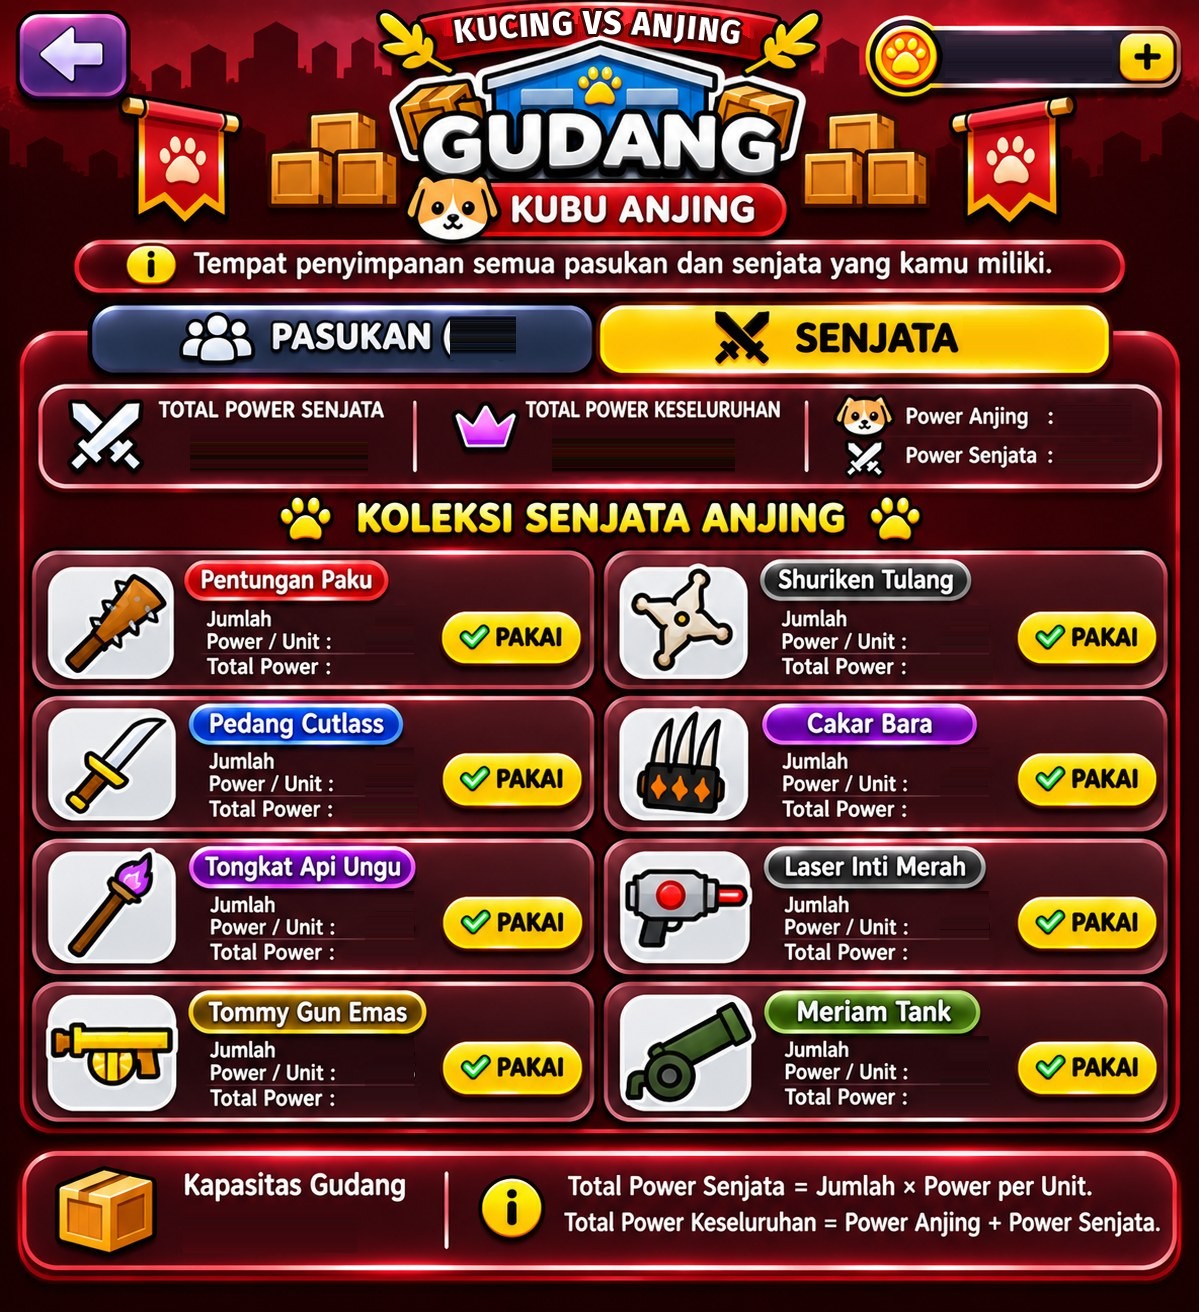 KUCING VS ANJING
GUDANG
KUBU ANJING
Tempat penyimpanan semua pasukan dan senjata yang kamu miliki.
PASUKAN (
SENJATA
TOTAL POWER SENJATA
TOTAL POWER KESELURUHAN
Power Anjing :
Power Senjata :
KOLEKSI SENJATA ANJING
Pentungan Paku
Jumlah
Power / Unit :
Total Power :
PAKAI
Shuriken Tulang
Jumlah
Power / Unit :
Total Power :
PAKAI
Pedang Cutlass
Jumlah
Power / Unit :
Total Power :
PAKAI
Cakar Bara
Jumlah
Power / Unit :
Total Power :
PAKAI
Tongkat Api Ungu
Jumlah
Power / Unit :
Total Power :
PAKAI
Laser Inti Merah
Jumlah
Power / Unit :
Total Power :
PAKAI
Tommy Gun Emas
Jumlah
Power / Unit :
Total Power :
PAKAI
Meriam Tank
Jumlah
Power / Unit :
Total Power :
PAKAI
Kapasitas Gudang
Total Power Senjata = Jumlah × Power per Unit.
Total Power Keseluruhan = Power Anjing + Power Senjata.